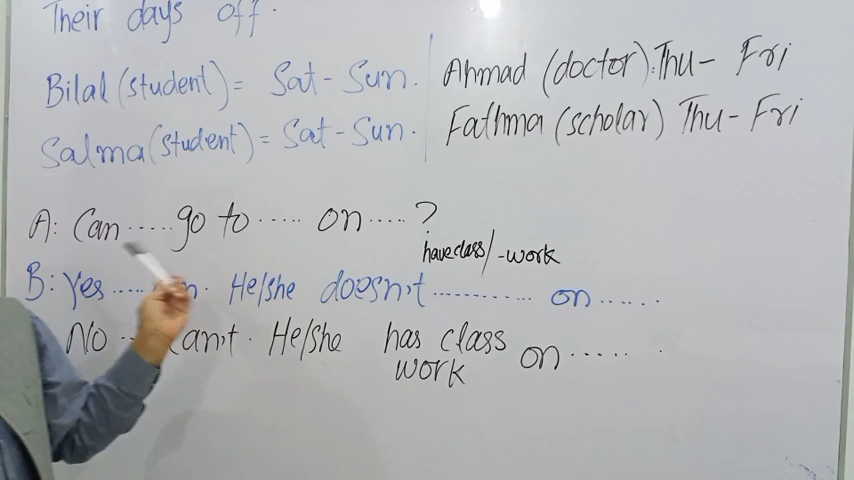 Their days off.
Bilal (student) = Sat - Sun.
Salma (student) = Sat - Sun.
Ahmad (doctor): Thu - Fri
Fathma (scholar) Thu - Fri
A: Can ..... go to ..... on ..... ?
have class / - work
B: Yes ..... . He/she doesn't ............ on ...... .
No ... can't. He/she has class on ...... .
work